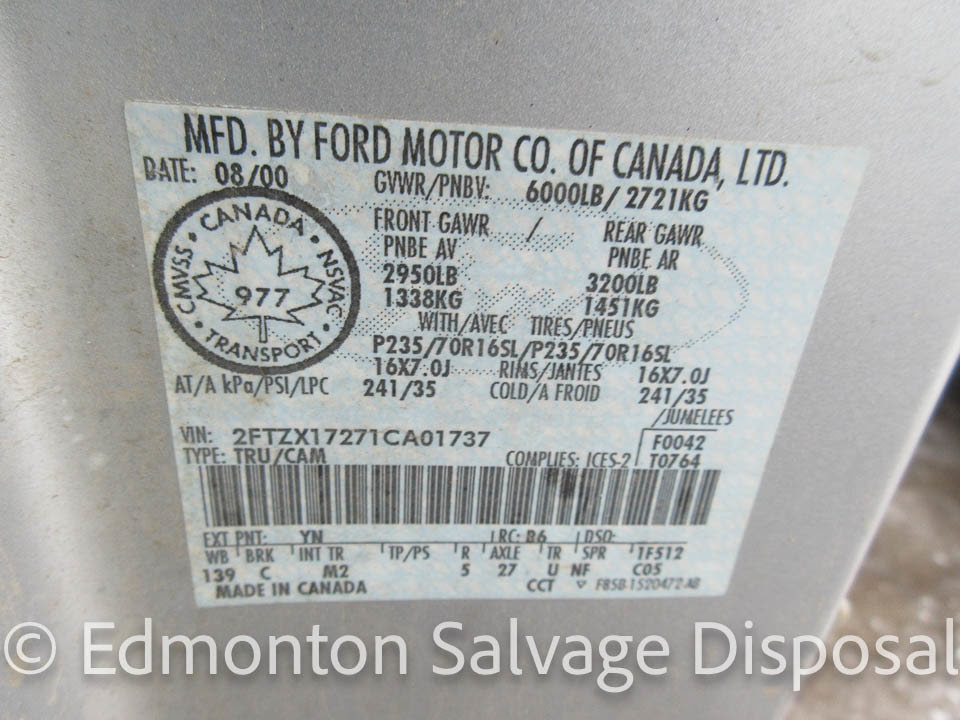 MFD. BY FORD MOTOR CO. OF CANADA, LTD.
DATE: 08/00 GVWR/PNBV: 6000LB/ 2721KG
FRONT GAWR / REAR GAWR
PNBE AV PNBE AR
2950LB 3200LB
1338KG 1451KG
WITH/AVEC TIRES/PNEUS
P235/70R16SL/P235/70R16SL
16X7.0J RIMS/JANTES 16X7.0J
AT/A kPa/PSI/LPC 241/35 COLD/A FROID 241/35
/JUMELEES
CANADA
CMVSS NSVAC
977
TRANSPORT
VIN: 2FTZX17271CA01737 F0042
TYPE: TRU/CAM COMPLIES: ICES-2 T0764
EXT PNT: YN LRC: B6 DSO:
WB BRK INT TR TP/PS R AXLE TR SPR 1F512
139 C M2 5 27 U NF C05
MADE IN CANADA CCT ▽ F85B-1520472-AB
© Edmonton Salvage Disposal